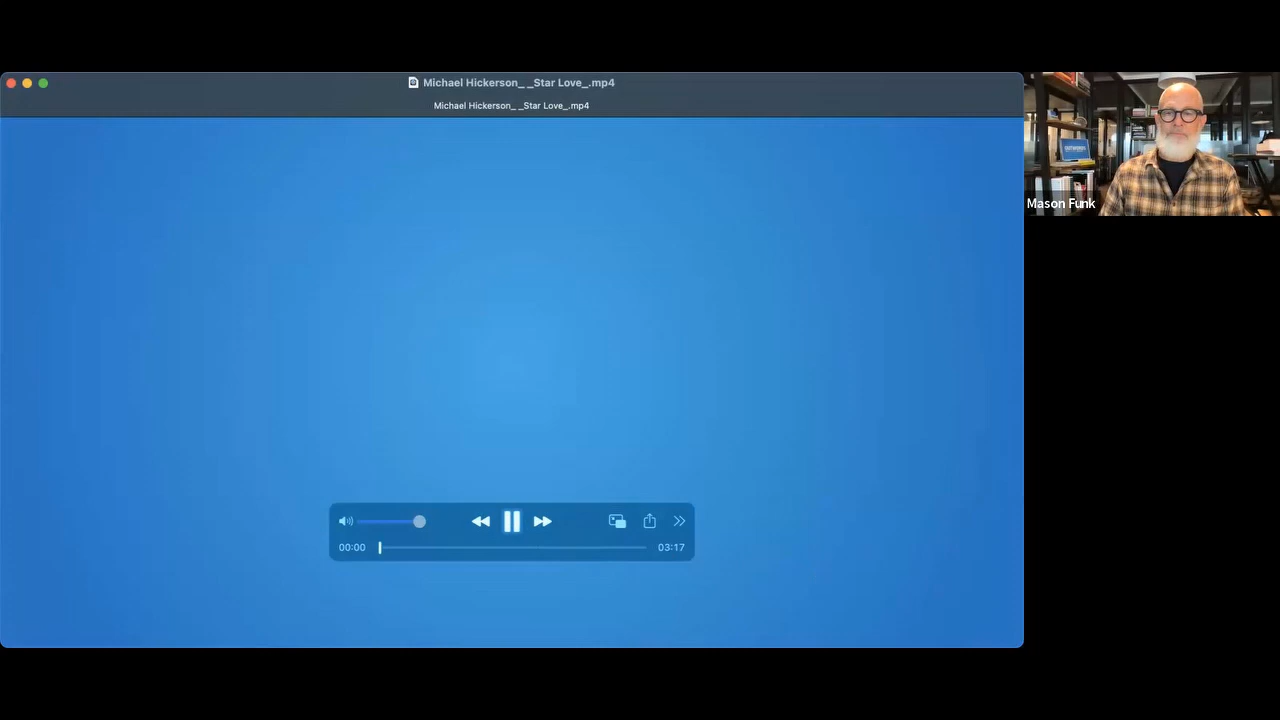 Michael Hickerson_ _Star Love_.mp4
Michael Hickerson_ _Star Love_.mp4
Mason Funk
00:00
03:17